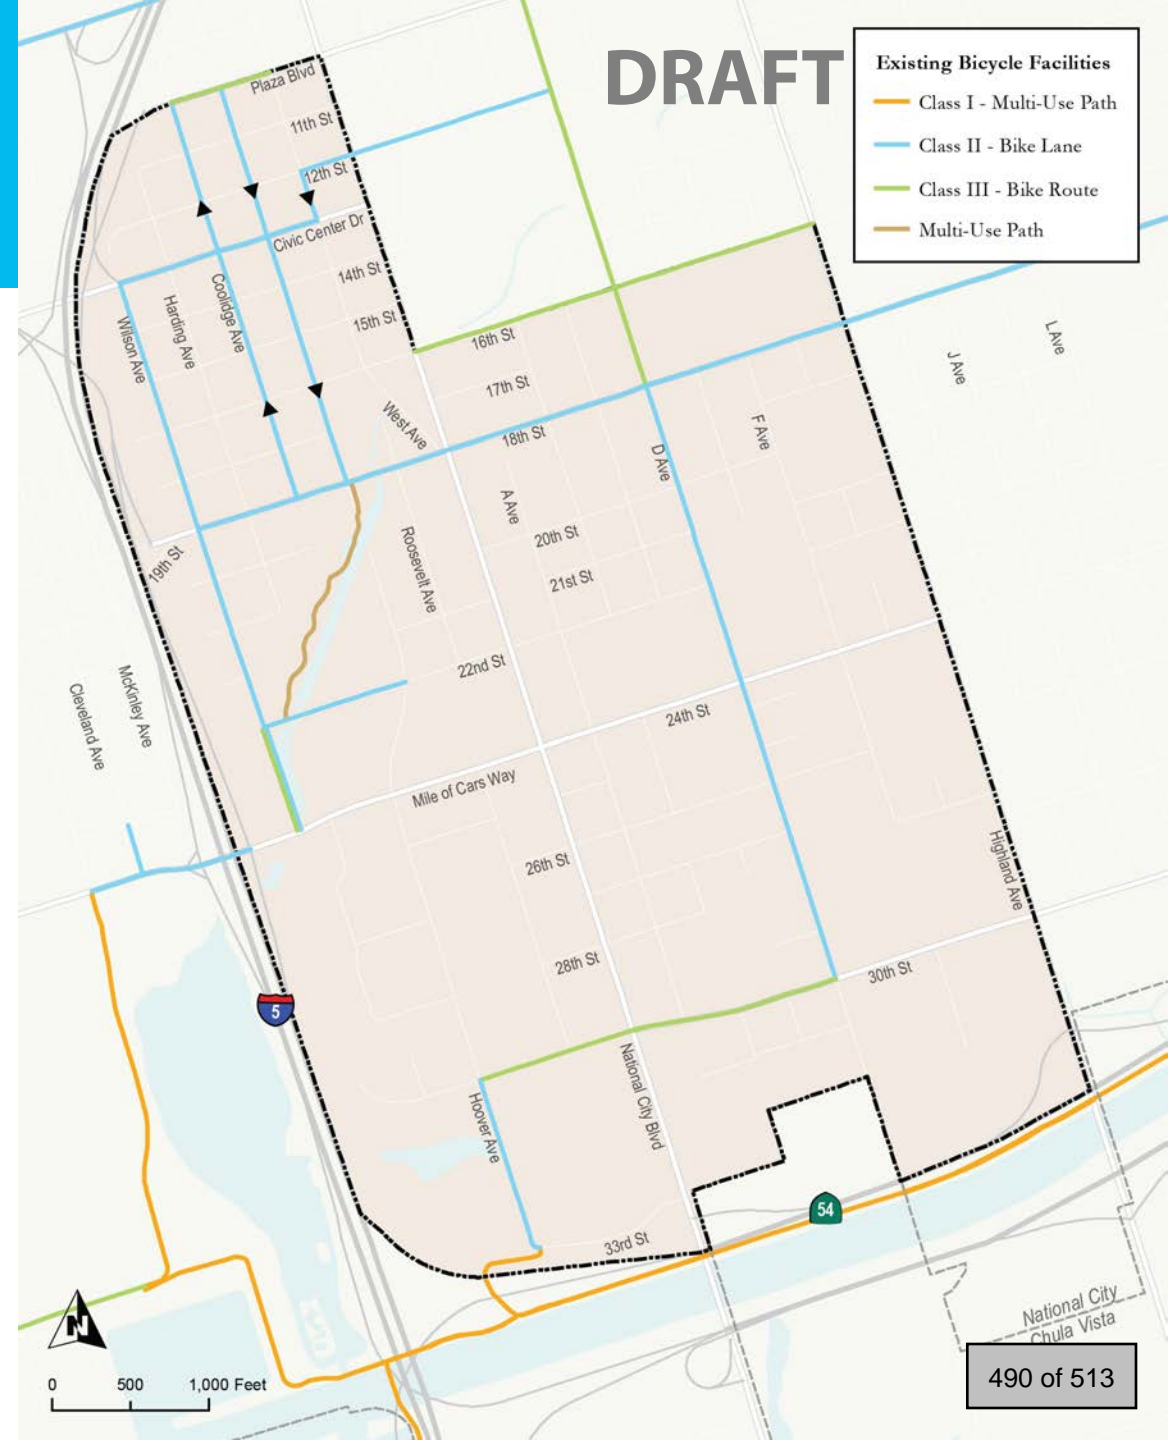 DRAFT
Existing Bicycle Facilities
Class I - Multi-Use Path
Class II - Bike Lane
Class III - Bike Route
Multi-Use Path
Plaza Blvd
11th St
12th St
Civic Center Dr
14th St
15th St
16th St
17th St
18th St
Wilson Ave
Harding Ave
Coolidge Ave
West Ave
L Ave
J Ave
F Ave
D Ave
A Ave
19th St
Roosevelt Ave
20th St
21st St
22nd St
24th St
Cleveland Ave
McKinley Ave
Mile of Cars Way
26th St
Highland Ave
28th St
30th St
5
Hoover Ave
National City Blvd
54
33rd St
National City
Chula Vista
N
0 500 1,000 Feet
490 of 513